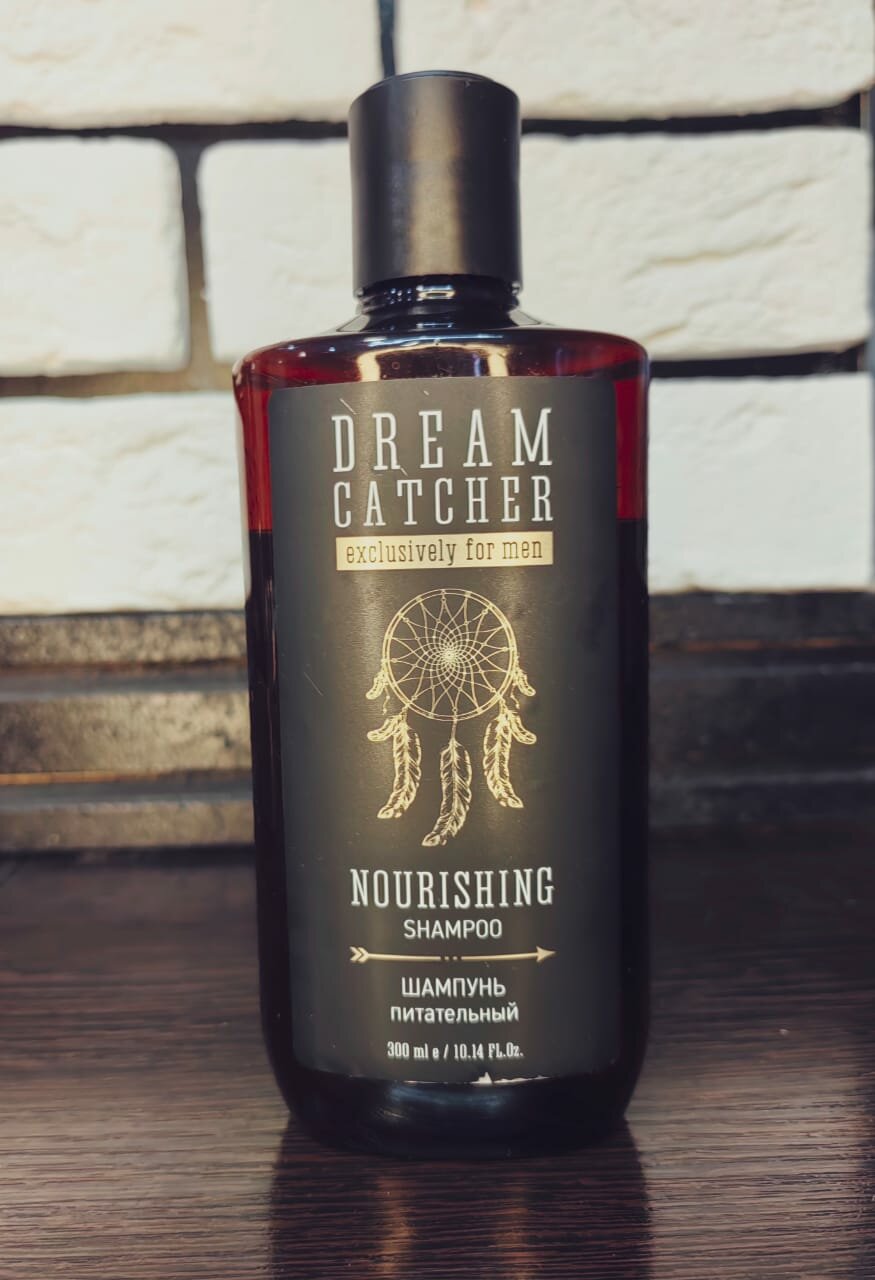 DREAM
CATCHER
exclusively for men
NOURISHING
SHAMPOO
ШАМПУНЬ
питательный
300 ml e / 10.14 FL.Oz.